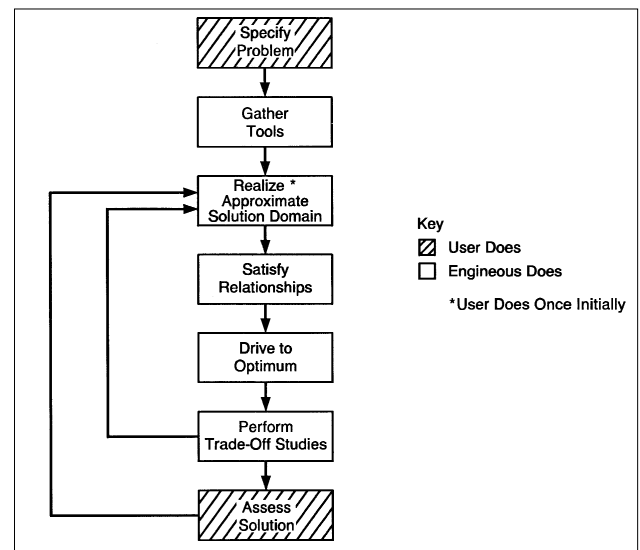 Specify
Problem
Gather
Tools
Realize *
Approximate
Solution Domain
Satisfy
Relationships
Drive to
Optimum
Perform
Trade-Off Studies
Assess
Solution
Key
User Does
Engineous Does
*User Does Once Initially